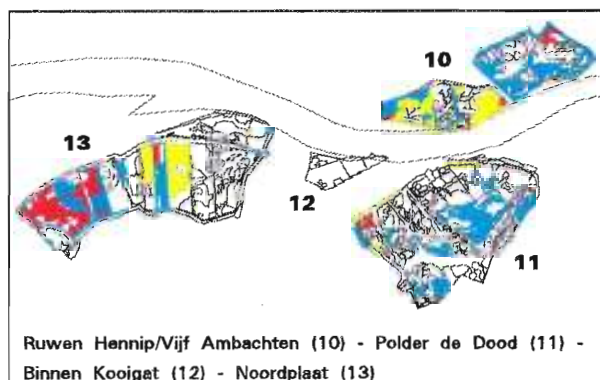 10
13
12
11
Ruwen Hennip/Vijf Ambachten (10) - Polder de Dood (11) -
Binnen Kooigat (12) - Noordplaat (13)